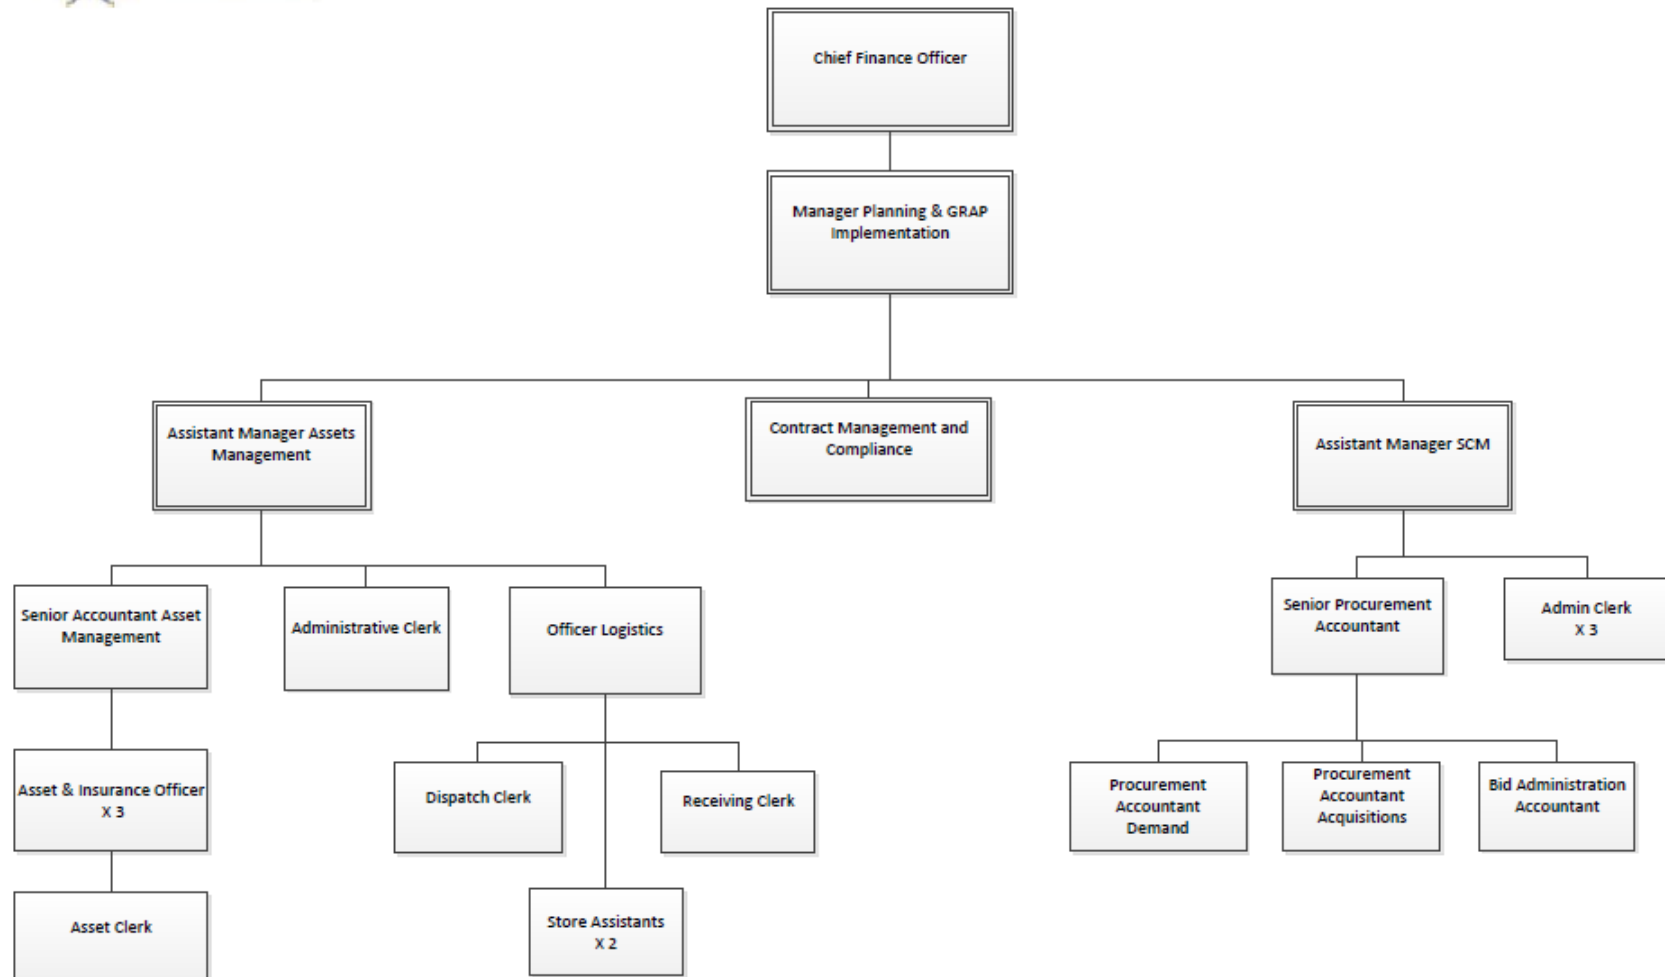 Chief Finance Officer
Manager Planning & GRAP
Implementation
Assistant Manager Assets
Management
Contract Management and
Compliance
Assistant Manager SCM
Senior Accountant Asset
Management
Administrative Clerk
Officer Logistics
Senior Procurement
Accountant
Admin Clerk
X 3
Asset & Insurance Officer
X 3
Dispatch Clerk
Receiving Clerk
Procurement
Accountant
Demand
Procurement
Accountant
Acquisitions
Bid Administration
Accountant
Asset Clerk
Store Assistants
X 2